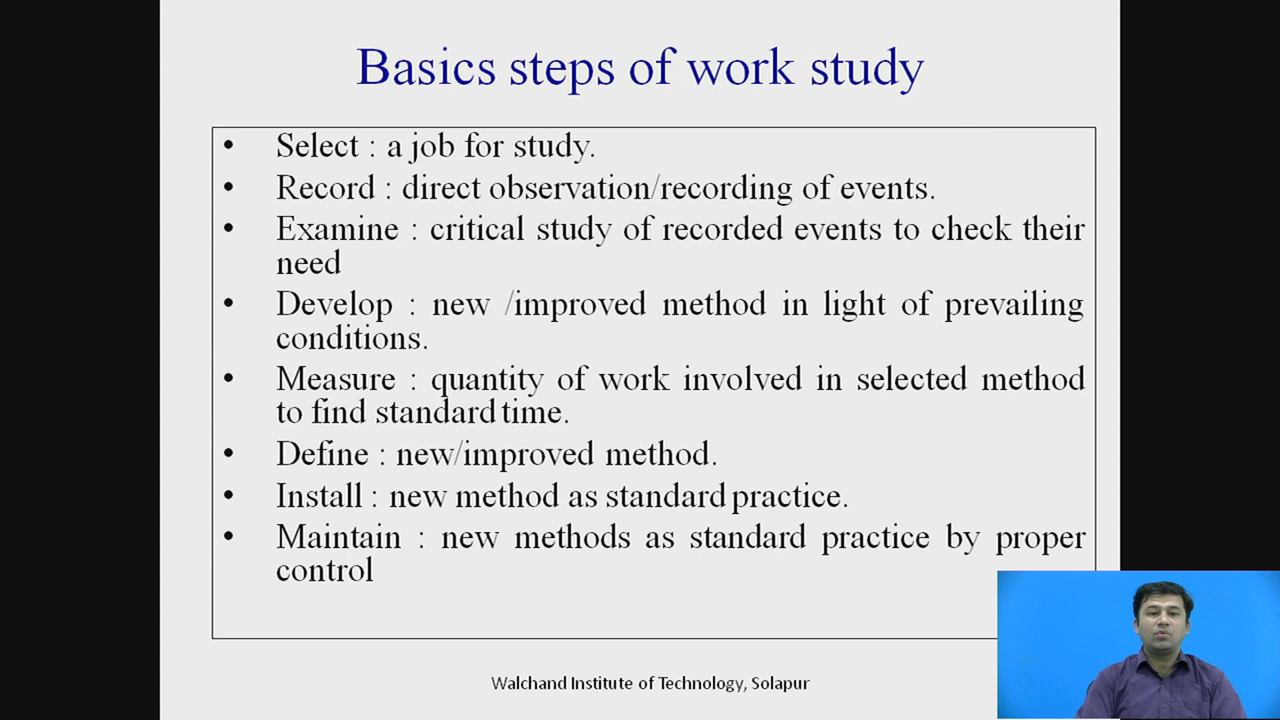 Basics steps of work study
• Select : a job for study.
• Record : direct observation/recording of events.
• Examine : critical study of recorded events to check their
need
• Develop : new /improved method in light of prevailing
conditions.
• Measure : quantity of work involved in selected method
to find standard time.
• Define : new/improved method.
• Install : new method as standard practice.
• Maintain : new methods as standard practice by proper
control
Walchand Institute of Technology, Solapur